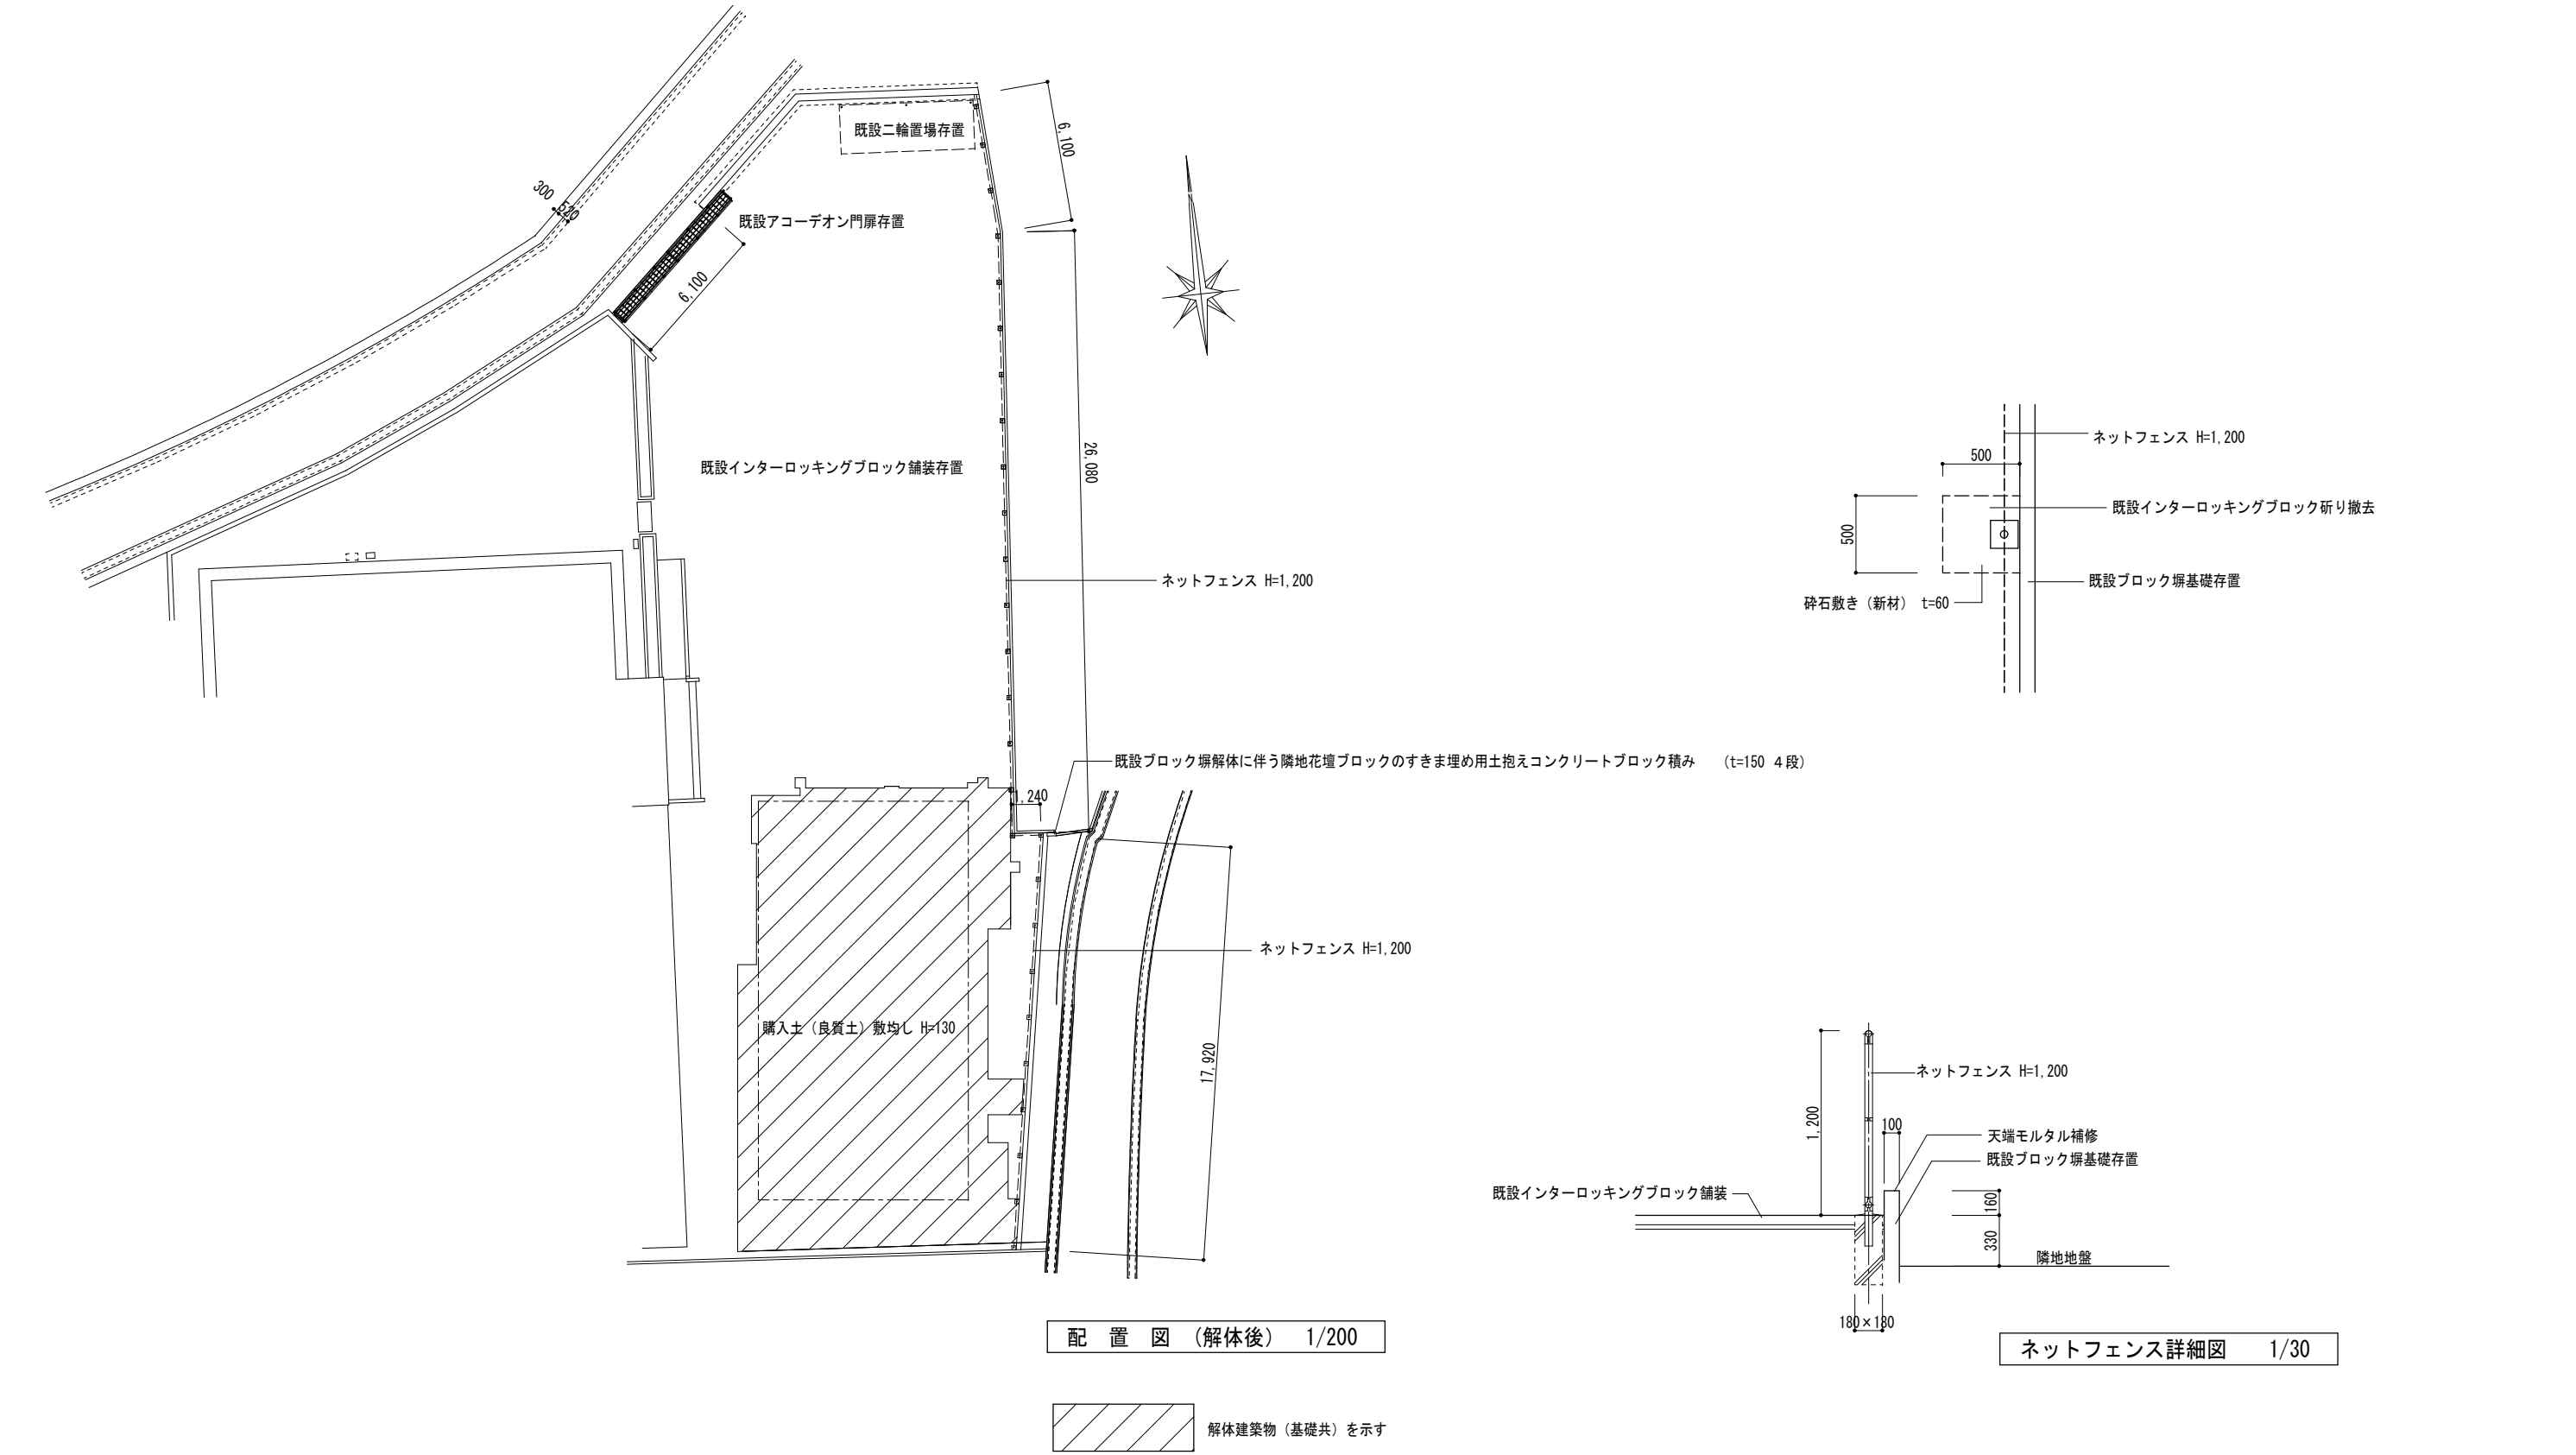 既設二輪置場存置
6,100
300
520
既設アコーデオン門扉存置
6,100
既設インターロッキングブロック舗装存置
26,080
ネットフェンス H=1,200
既設ブロック塀解体に伴う隣地花壇ブロックのすきま埋め用土抱えコンクリートブロック積み (t=150 4段)
1,240
ネットフェンス H=1,200
購入土(良質土)敷均し H=130
17,920
配 置 図 (解体後) 1/200
解体建築物(基礎共)を示す
ネットフェンス H=1,200
500
既設インターロッキングブロック斫り撤去
500
既設ブロック塀基礎存置
砕石敷き(新材) t=60
ネットフェンス H=1,200
1,200
100
天端モルタル補修
既設ブロック塀基礎存置
既設インターロッキングブロック舗装
160
330
隣地地盤
180×180
ネットフェンス詳細図 1/30